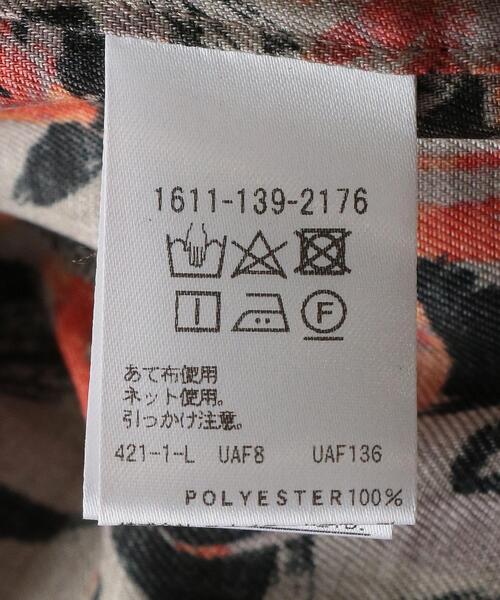 1611-139-2176
F
あて布使用
ネット使用。
引っかけ注意。
421-1-L UAF8 UAF136
POLYESTER100%